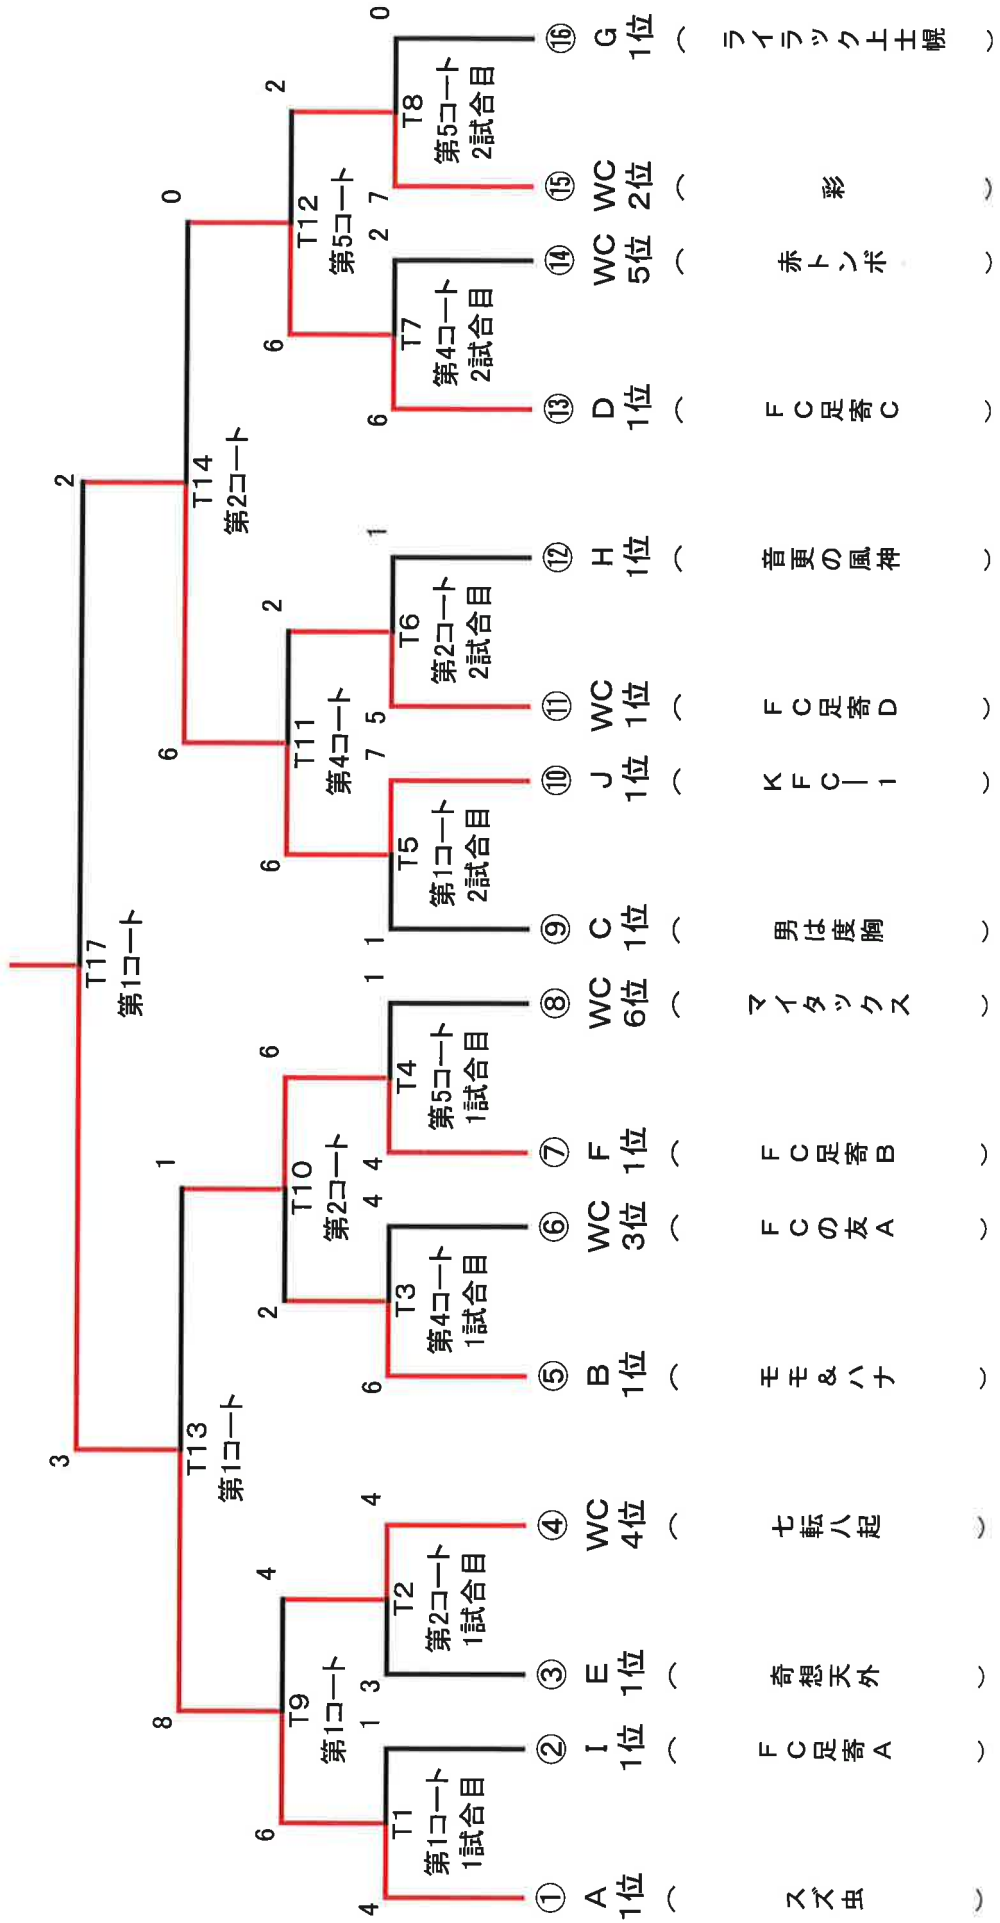 2
3
T17
第1コート
0
6
T14
第2コート
1
8
T13
第1コート
2
6
T12
第5コート
2
6
T11
第4コート
6
2
T10
第2コート
4
6
T9
第1コート
0
7
T8
第5コート
2試合目
2
6
T7
第4コート
2試合目
1
5
T6
第2コート
2試合目
7
1
T5
第1コート
2試合目
1
4
T4
第5コート
1試合目
4
6
T3
第4コート
1試合目
4
3
T2
第2コート
1試合目
1
4
T1
第1コート
1試合目
① A 1位 (スズ虫)
② I 1位 (FC足寄A)
③ E 1位 (奇想天外)
④ WC 4位 (七転八起)
⑤ B 1位 (モモ&ハナ)
⑥ WC 3位 (FCの友A)
⑦ F 1位 (FC足寄B)
⑧ WC 6位 (マイタックス)
⑨ C 1位 (男は度胸)
⑩ J 1位 (KFC―1)
⑪ WC 1位 (FC足寄D)
⑫ H 1位 (音更の風神)
⑬ D 1位 (FC足寄C)
⑭ WC 5位 (赤トンボ)
⑮ WC 2位 (彩)
⑯ G 1位 (ライラック上士幌)